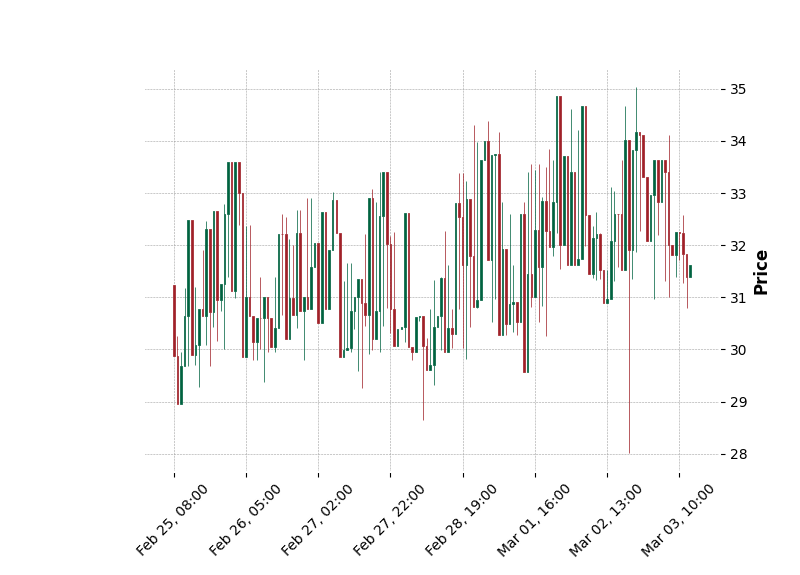 35
34
33
32
31
30
29
28
Price
Feb 25, 08:00
Feb 26, 05:00
Feb 27, 02:00
Feb 27, 22:00
Feb 28, 19:00
Mar 01, 16:00
Mar 02, 13:00
Mar 03, 10:00